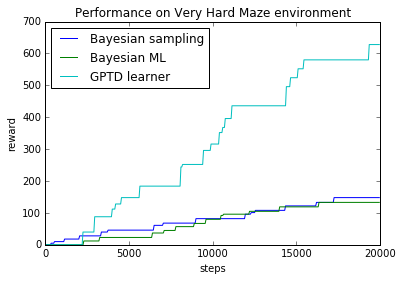 Performance on Very Hard Maze environment
700
600
500
400
300
200
100
0
reward
Bayesian sampling
Bayesian ML
GPTD learner
0 5000 10000 15000 20000
steps